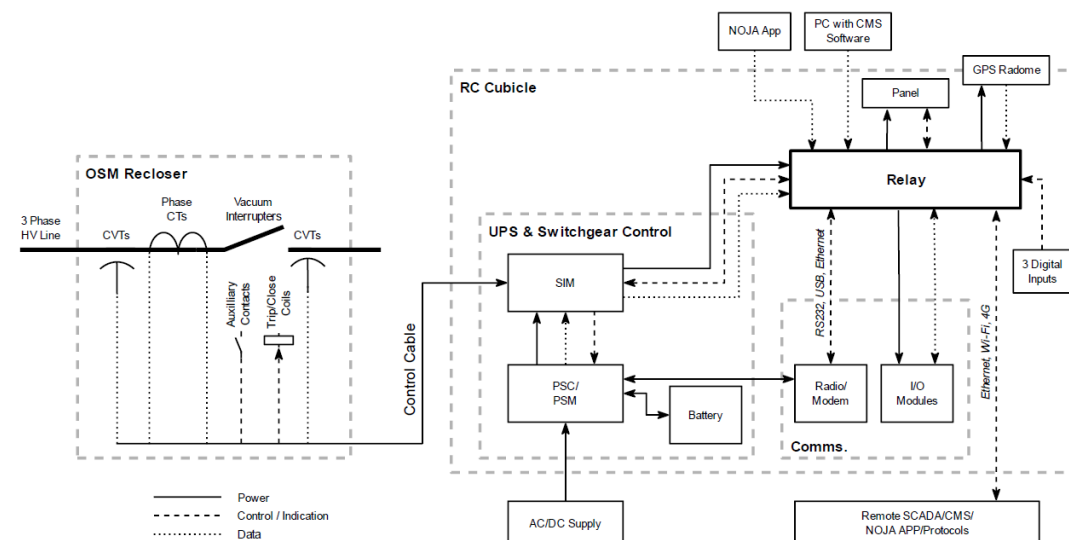 NOJA App
PC with CMS
Software
GPS Radome
RC Cubicle
Panel
OSM Recloser
Relay
Phase
CTs
Vacuum
Interrupters
3 Phase
HV Line
CVTs
CVTs
UPS & Switchgear Control
3 Digital
Inputs
SIM
Auxilliary
Contacts
Trip/Close
Coils
RS232, USB, Ethernet
Ethernet, Wi-Fi, 4G
Control Cable
PSC/
PSM
Battery
Radio/
Modem
I/O
Modules
Comms.
Power
Control / Indication
Data
AC/DC Supply
Remote SCADA/CMS/
NOJA APP/Protocols